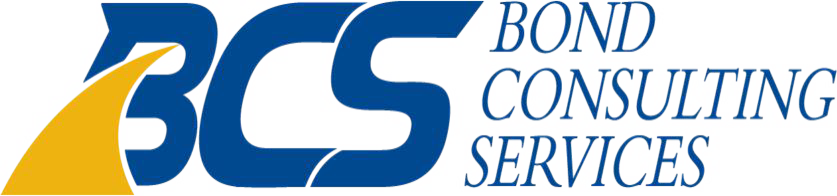 BCS
BOND
CONSULTING
SERVICES